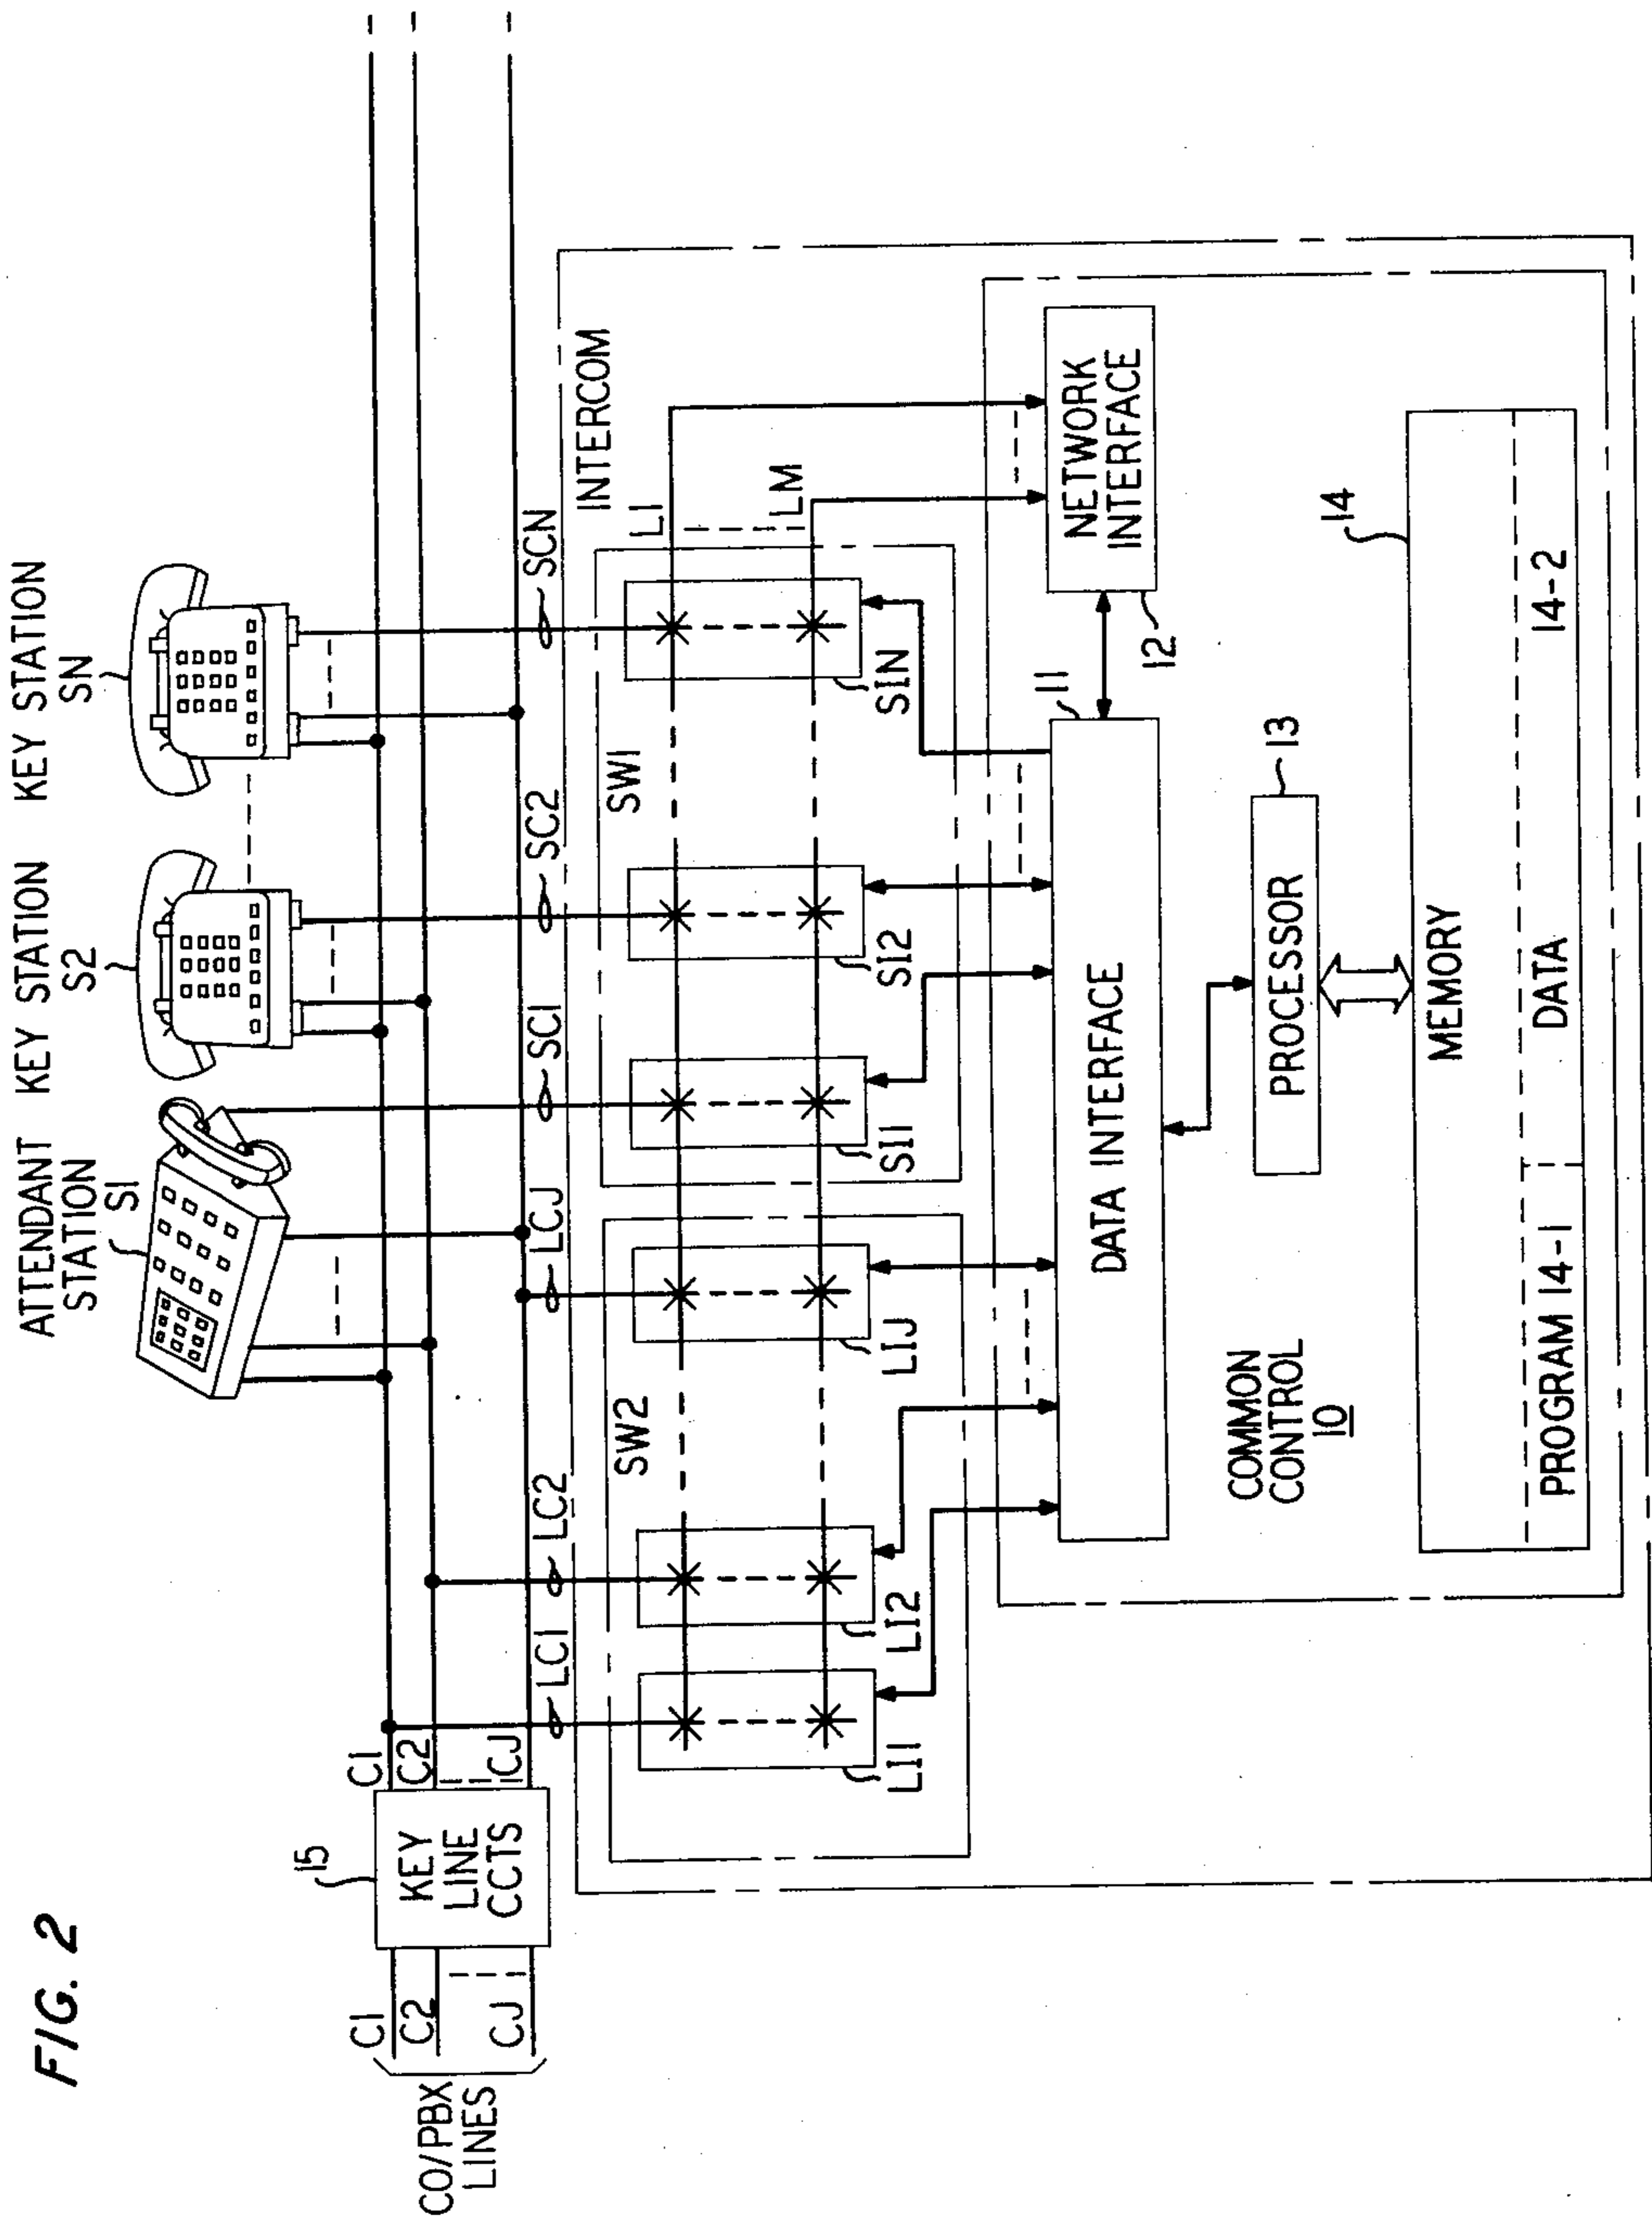 FIG. 2
ATTENDANT
STATION
S1
KEY STATION
S2
KEY STATION
SN
CO/PBX
LINES
C1
C2
CJ
15
KEY
LINE
CCTS
C1
C2
CJ
LC1
LC2
LCJ
SC1
SC2
SCN
INTERCOM
SW2
SW1
L1
LM
LI1
LI2
LIJ
SI1
SI2
SIN
11
DATA INTERFACE
NETWORK
INTERFACE
12
COMMON
CONTROL
10
PROCESSOR
13
14
MEMORY
PROGRAM 14-1
DATA
14-2